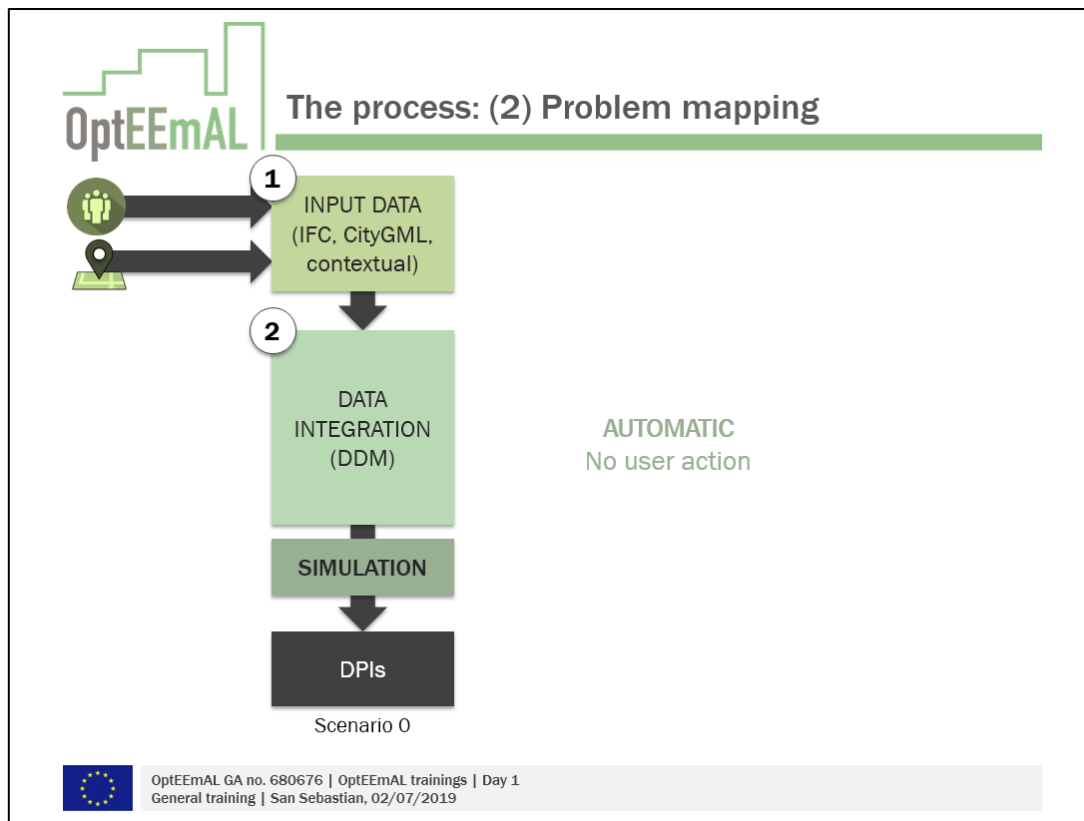 OptEEmAL
The process: (2) Problem mapping
1
INPUT DATA
(IFC, CityGML,
contextual)
2
DATA
INTEGRATION
(DDM)
AUTOMATIC
No user action
SIMULATION
DPIs
Scenario 0
OptEEmAL GA no. 680676 | OptEEmAL trainings | Day 1
General training | San Sebastian, 02/07/2019